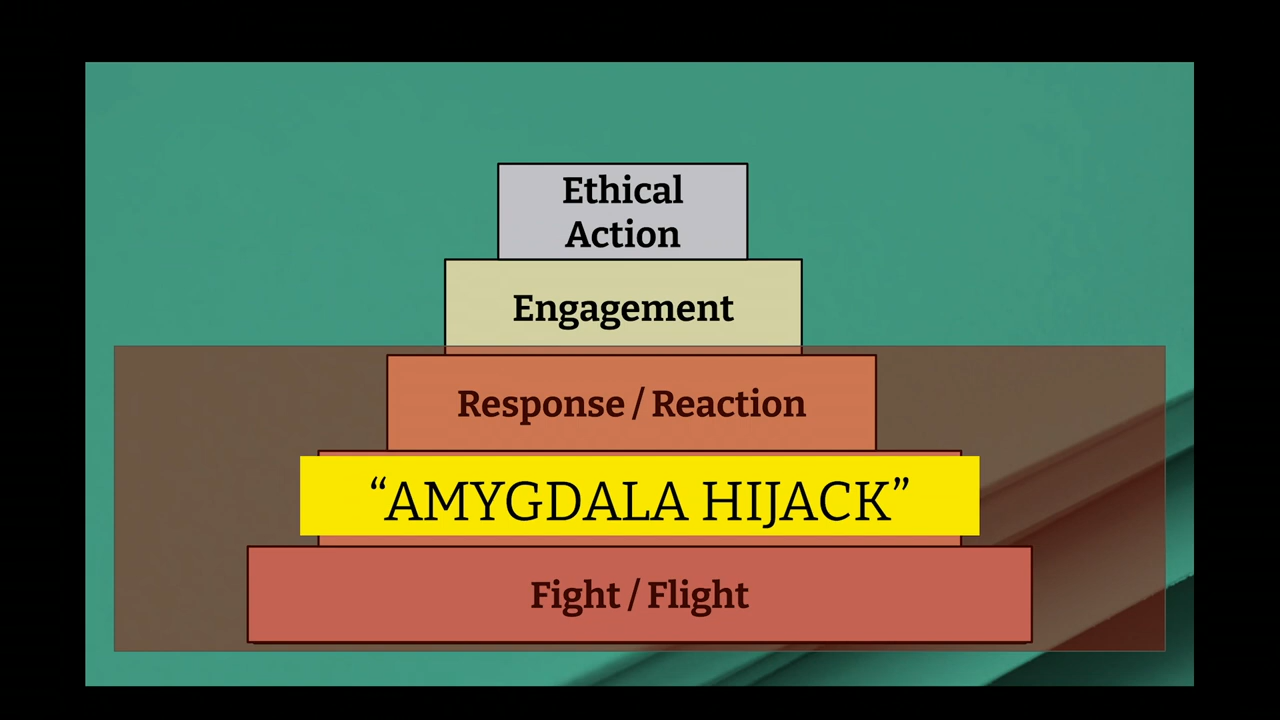 Ethical
Action
Engagement
Response / Reaction
“AMYGDALA HIJACK”
Fight / Flight